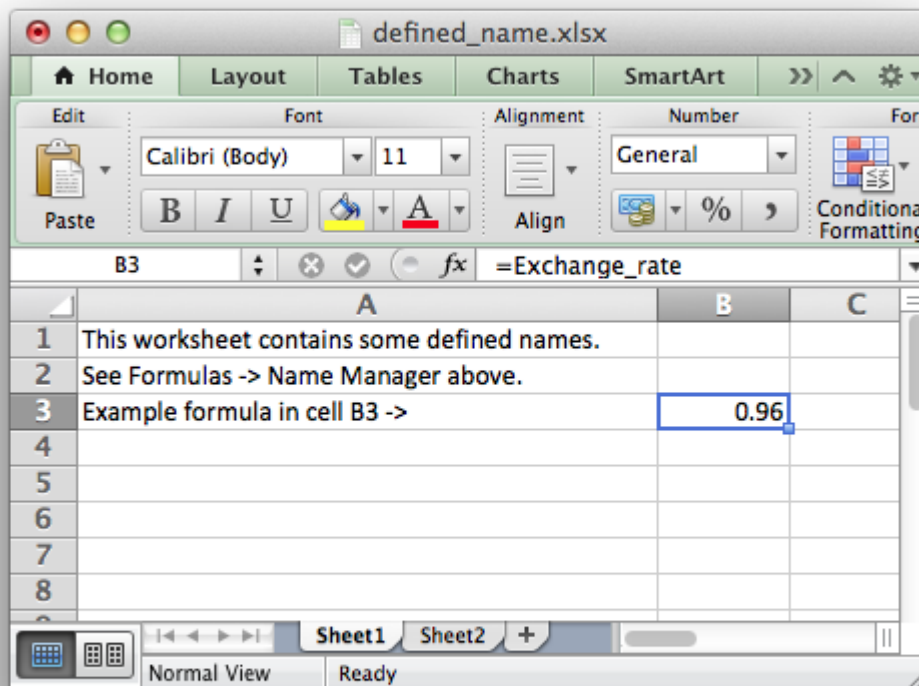 defined_name.xlsx
Home Layout Tables Charts SmartArt
Edit Font Alignment Number For
Calibri (Body) 11 General
Paste B I U A Align % , Conditiona
Formatting
B3 fx =Exchange_rate
A B C
1 This worksheet contains some defined names.
2 See Formulas -> Name Manager above.
3 Example formula in cell B3 -> 0.96
4
5
6
7
8
Sheet1 Sheet2 +
Normal View Ready